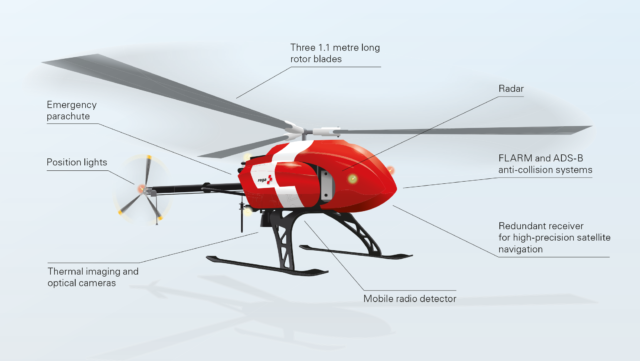 Three 1.1 metre long
rotor blades
Radar
Emergency
parachute
Position lights
FLARM and ADS-B
anti-collision systems
rega
Redundant receiver
for high-precision satellite
navigation
Thermal imaging and
optical cameras
Mobile radio detector